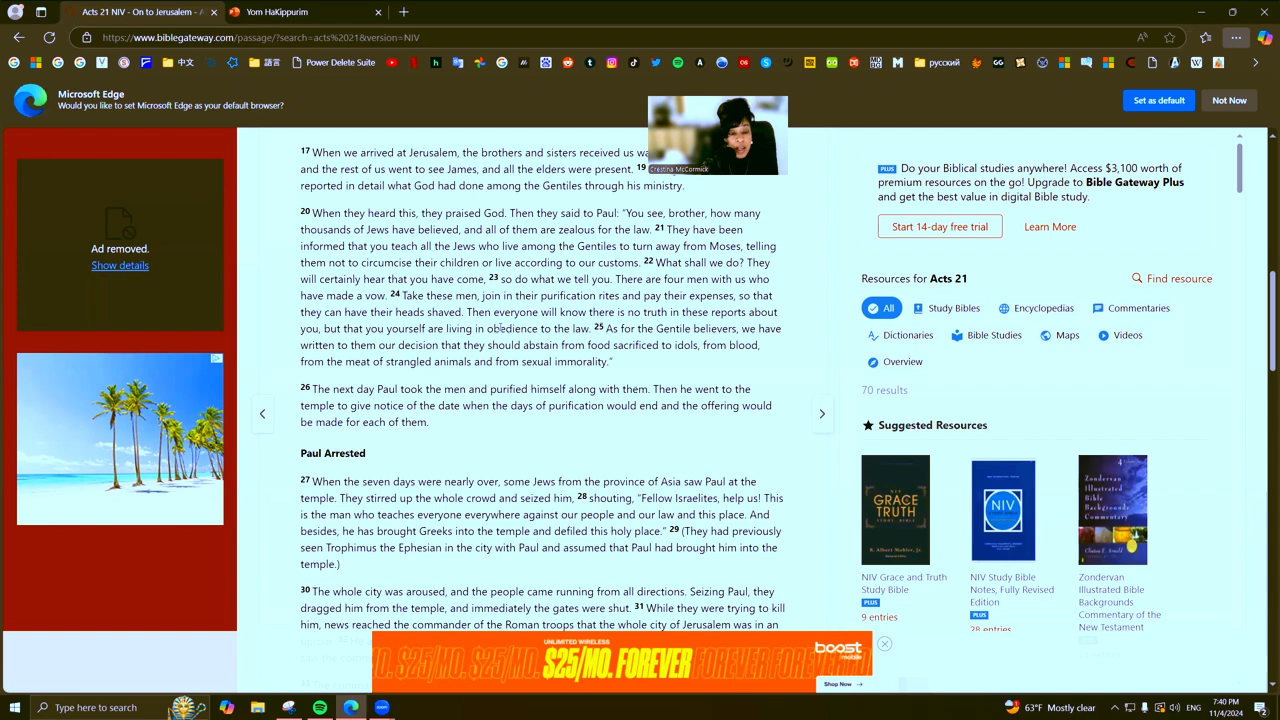 Acts 21 NIV - On to Jerusalem - A
Yom HaKippurim
https://www.biblegateway.com/passage/?search=acts%2021&version=NIV
Power Delete Suite
русский
Microsoft Edge
Would you like to set Microsoft Edge as your default browser?
Set as default
Not Now
Ad removed.
Show details
17 When we arrived at Jerusalem, the brothers and sisters received us
and the rest of us went to see James, and all the elders were present. 19
reported in detail what God had done among the Gentiles through his ministry.
20 When they heard this, they praised God. Then they said to Paul: “You see, brother, how many
thousands of Jews have believed, and all of them are zealous for the law. 21 They have been
informed that you teach all the Jews who live among the Gentiles to turn away from Moses, telling
them not to circumcise their children or live according to our customs. 22 What shall we do? They
will certainly hear that you have come, 23 so do what we tell you. There are four men with us who
have made a vow. 24 Take these men, join in their purification rites and pay their expenses, so that
they can have their heads shaved. Then everyone will know there is no truth in these reports about
you, but that you yourself are living in obedience to the law. 25 As for the Gentile believers, we have
written to them our decision that they should abstain from food sacrificed to idols, from blood,
from the meat of strangled animals and from sexual immorality.”
26 The next day Paul took the men and purified himself along with them. Then he went to the
temple to give notice of the date when the days of purification would end and the offering would
be made for each of them.
Paul Arrested
27 When the seven days were nearly over, some Jews from the province of Asia saw Paul at the
temple. They stirred up the whole crowd and seized him, 28 shouting, “Fellow Israelites, help us! This
is the man who teaches everyone everywhere against our people and our law and this place. And
besides, he has brought Greeks into the temple and defiled this holy place.” 29 (They had previously
seen Trophimus the Ephesian in the city with Paul and assumed that Paul had brought him into the
temple.)
30 The whole city was aroused, and the people came running from all directions. Seizing Paul, they
dragged him from the temple, and immediately the gates were shut. 31 While they were trying to kill
him, news reached the commander of the Roman troops that the whole city of Jerusalem was in an
Crestina McCormick
PLUS Do your Biblical studies anywhere! Access $3,100 worth of
premium resources on the go! Upgrade to Bible Gateway Plus
and get the best value in digital Bible study.
Start 14-day free trial
Learn More
Resources for Acts 21
Find resource
All
Study Bibles
Encyclopedias
Commentaries
Dictionaries
Bible Studies
Maps
Videos
Overview
70 results
Suggested Resources
NIV
GRACE
TRUTH
STUDY BIBLE
R. Albert Mohler, Jr.
NIV
Zondervan
Illustrated
Bible
Backgrounds
Commentary
Clinton E. Arnold
NIV Grace and Truth
Study Bible
PLUS
9 entries
NIV Study Bible
Notes, Fully Revised
Edition
PLUS
28 entries
Zondervan
Illustrated Bible
Backgrounds
Commentary of the
New Testament
UNLIMITED WIRELESS
$25/MO. FOREVER
boost
mobile
Shop Now →
Type here to search
63°F Mostly clear
7:40 PM
11/4/2024